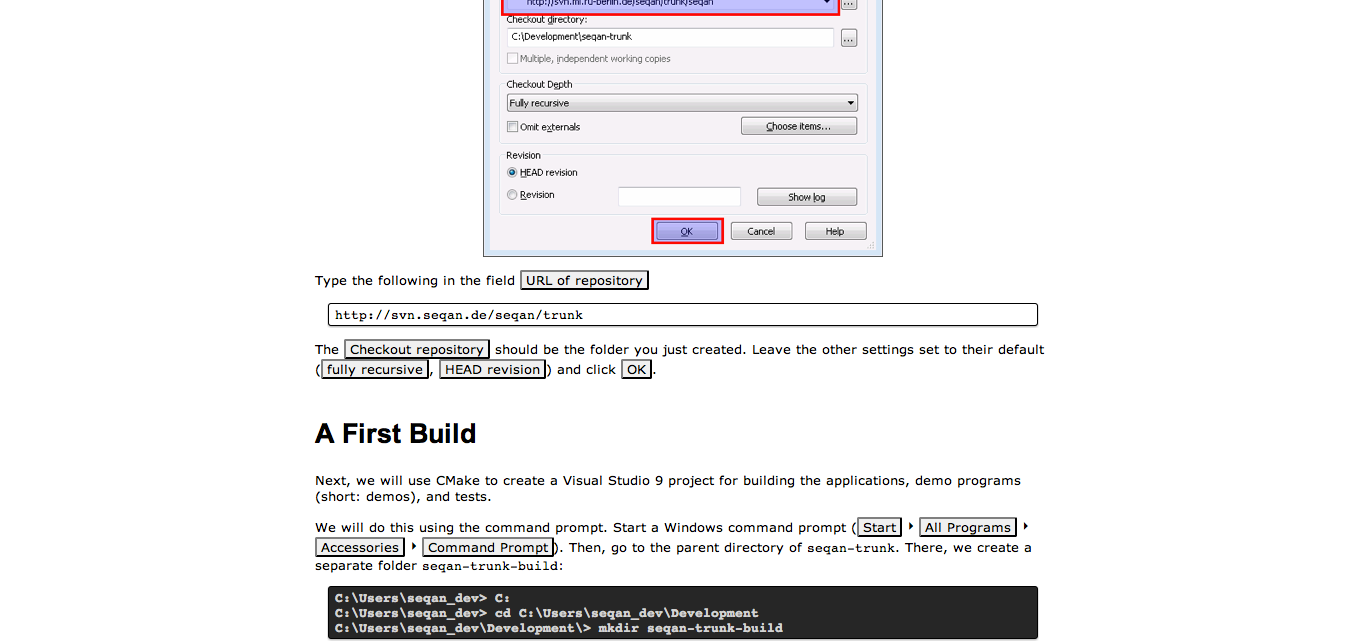 http://svn.mi.fu-berlin.de/seqan/trunk/seqan
...
Checkout directory:
C:\Development\seqan-trunk
...
Multiple, independent working copies
Checkout Depth
Fully recursive
Omit externals
Choose items...
Revision
HEAD revision
Revision
Show log
OK
Cancel
Help
Type the following in the field URL of repository
http://svn.seqan.de/seqan/trunk
The Checkout repository should be the folder you just created. Leave the other settings set to their default
(fully recursive, HEAD revision) and click OK.
A First Build
Next, we will use CMake to create a Visual Studio 9 project for building the applications, demo programs
(short: demos), and tests.
We will do this using the command prompt. Start a Windows command prompt (Start ‣ All Programs ‣
Accessories ‣ Command Prompt). Then, go to the parent directory of seqan-trunk. There, we create a
separate folder seqan-trunk-build:
C:\Users\seqan_dev> C:
C:\Users\seqan_dev> cd C:\Users\seqan_dev\Development
C:\Users\seqan_dev\Development\> mkdir seqan-trunk-build